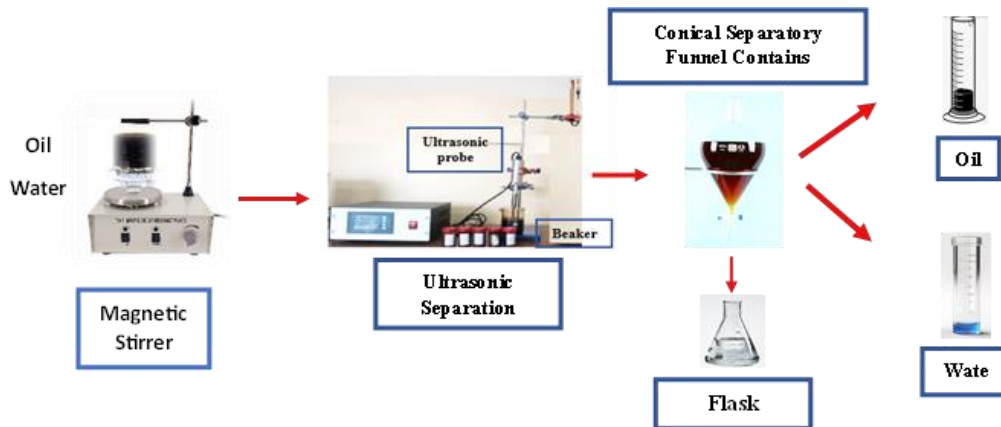 Oil
Water
Magnetic
Stirrer
Ultrasonic
probe
Beaker
Ultrasonic
Separation
Conical Separatory
Funnel Contains
Flask
Oil
Wate